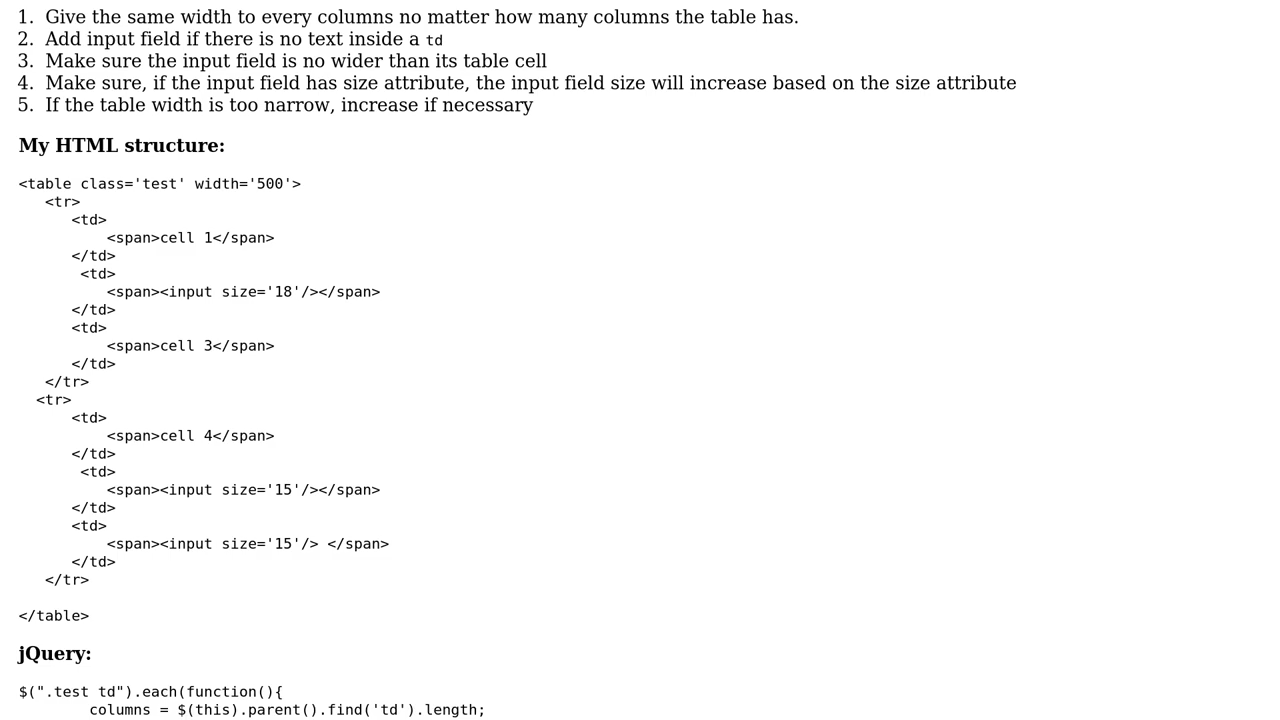 1. Give the same width to every columns no matter how many columns the table has.
2. Add input field if there is no text inside a td
3. Make sure the input field is no wider than its table cell
4. Make sure, if the input field has size attribute, the input field size will increase based on the size attribute
5. If the table width is too narrow, increase if necessary
My HTML structure:
<table class='test' width='500'>
   <tr>
      <td>
          <span>cell 1</span>
      </td>
       <td>
          <span><input size='18'/></span>
      </td>
      <td>
          <span>cell 3</span>
      </td>
   </tr>
  <tr>
      <td>
          <span>cell 4</span>
      </td>
       <td>
          <span><input size='15'/></span>
      </td>
      <td>
          <span><input size='15'/> </span>
      </td>
   </tr>
</table>
jQuery:
$(".test td").each(function(){
        columns = $(this).parent().find('td').length;